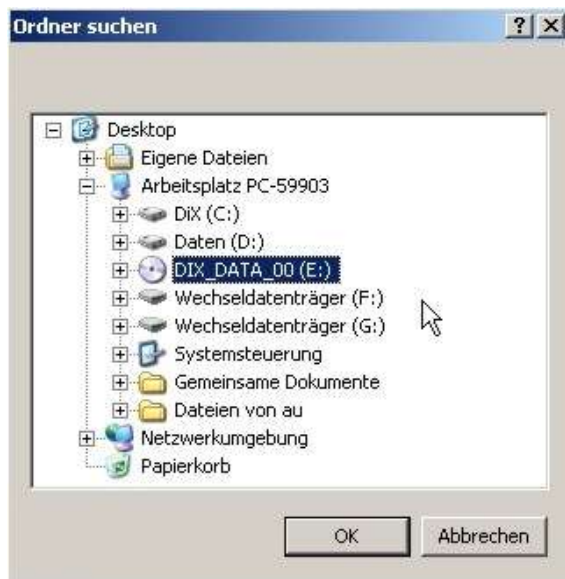 Ordner suchen
Desktop
Eigene Dateien
Arbeitsplatz PC-59903
DiX (C:)
Daten (D:)
DIX_DATA_00 (E:)
Wechseldatenträger (F:)
Wechseldatenträger (G:)
Systemsteuerung
Gemeinsame Dokumente
Dateien von au
Netzwerkumgebung
Papierkorb
OK Abbrechen